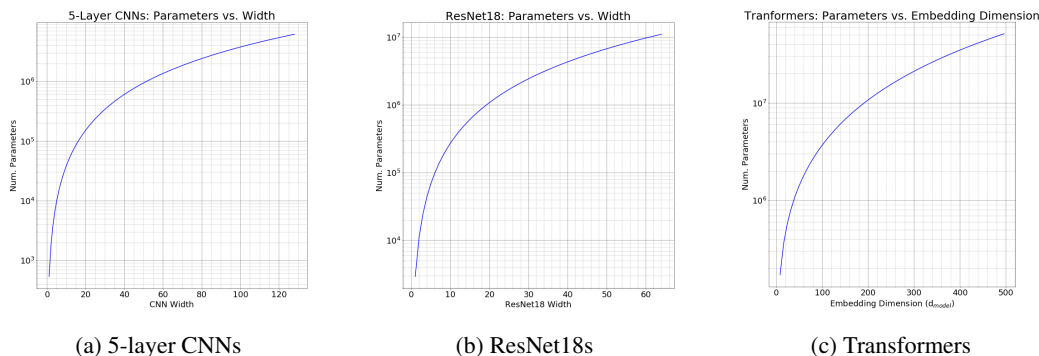 5-Layer CNNs: Parameters vs. Width
Num. Parameters
10^6
10^5
10^4
10^3
0 20 40 60 80 100 120
CNN Width
(a) 5-layer CNNs
ResNet18: Parameters vs. Width
Num. Parameters
10^7
10^6
10^5
10^4
0 10 20 30 40 50 60
ResNet18 Width
(b) ResNet18s
Tranformers: Parameters vs. Embedding Dimension
Num. Parameters
10^7
10^6
0 100 200 300 400 500
Embedding Dimension (d_model)
(c) Transformers